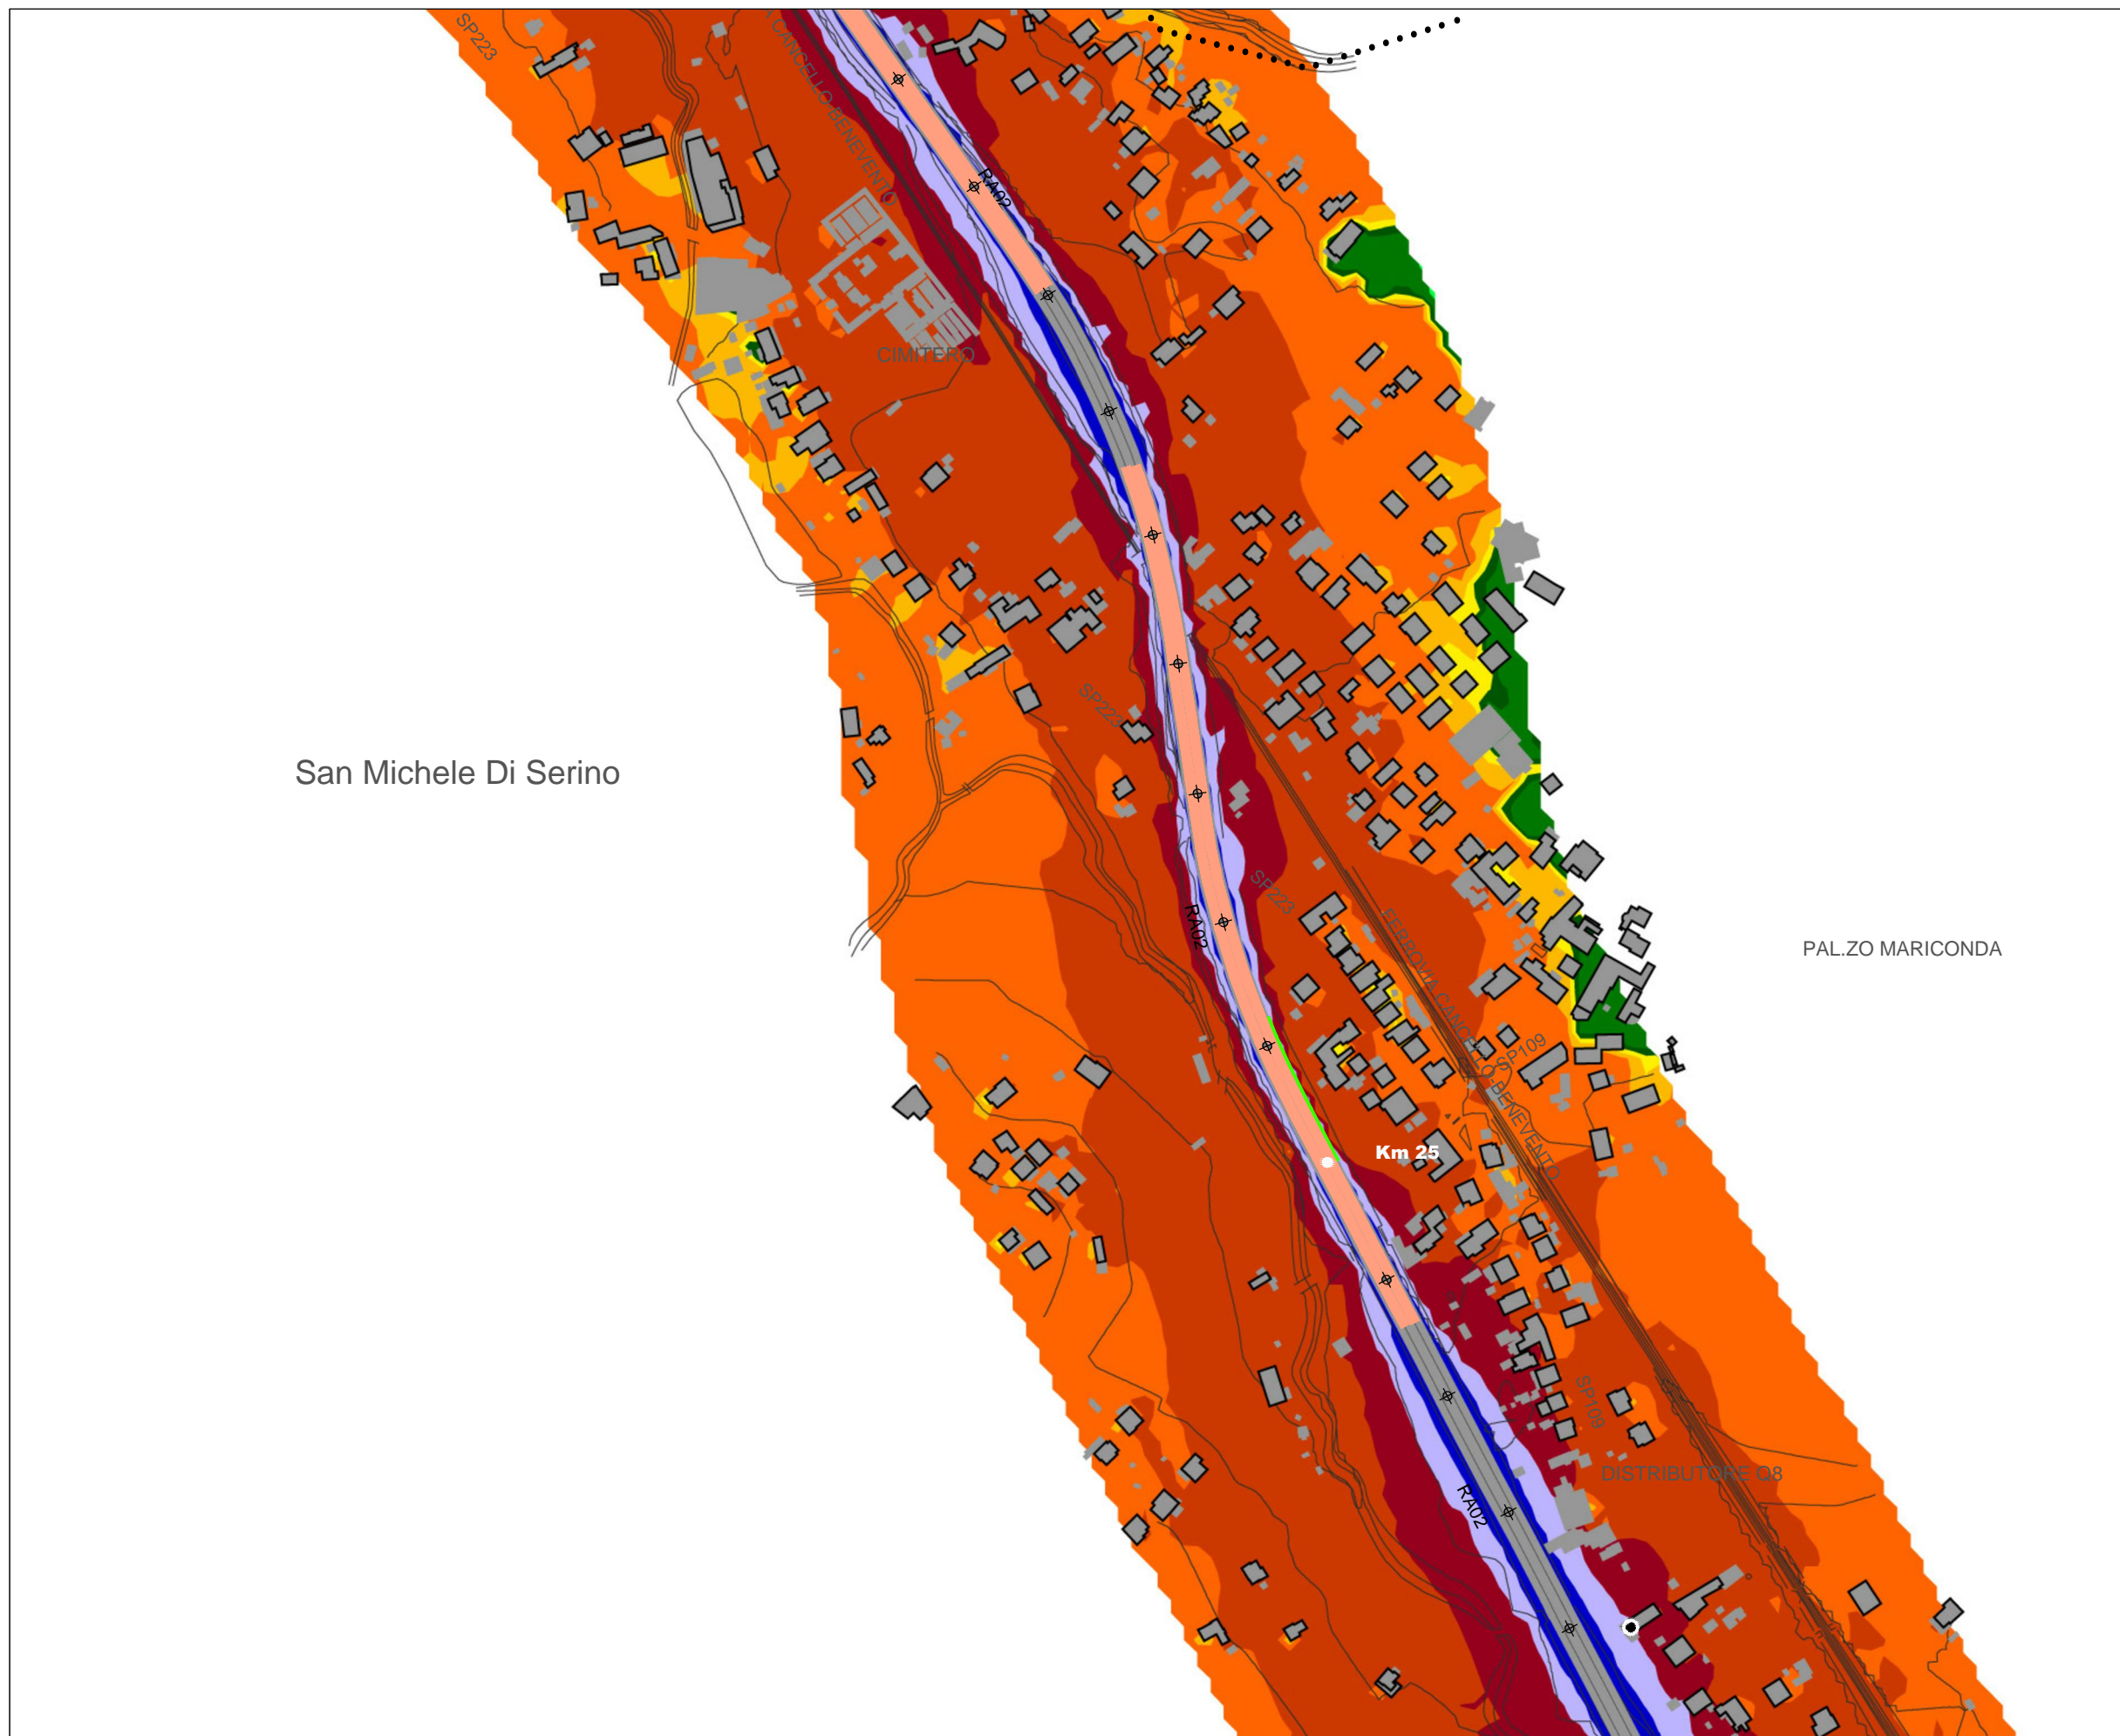 SP223
CANCELLO-BENEVENTO
RA02
CIMITERO
SP223
San Michele Di Serino
SP223
RA02
FERROVIA CANCELLO-BENEVENTO
PAL.ZO MARICONDA
SP109
Km 25
SP109
DISTRIBUTORE Q8
RA02